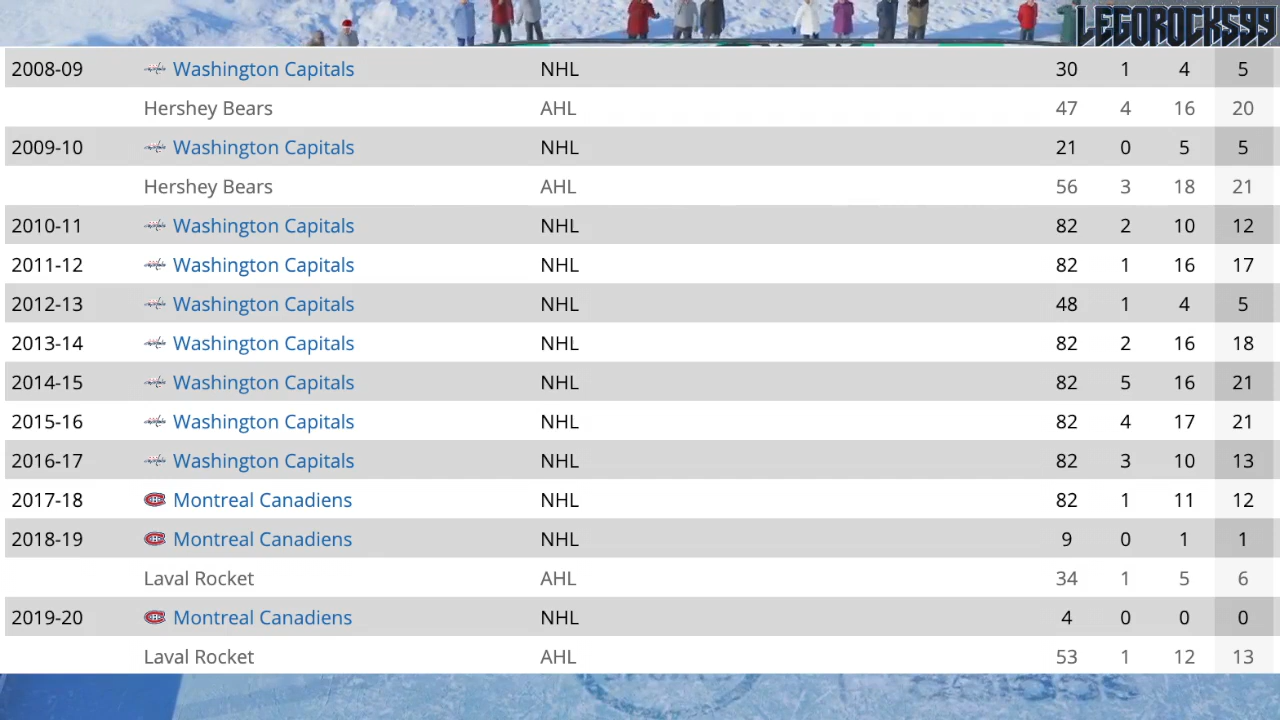 LEGOROCKS99
2008-09 Washington Capitals NHL 30 1 4 5
Hershey Bears AHL 47 4 16 20
2009-10 Washington Capitals NHL 21 0 5 5
Hershey Bears AHL 56 3 18 21
2010-11 Washington Capitals NHL 82 2 10 12
2011-12 Washington Capitals NHL 82 1 16 17
2012-13 Washington Capitals NHL 48 1 4 5
2013-14 Washington Capitals NHL 82 2 16 18
2014-15 Washington Capitals NHL 82 5 16 21
2015-16 Washington Capitals NHL 82 4 17 21
2016-17 Washington Capitals NHL 82 3 10 13
2017-18 Montreal Canadiens NHL 82 1 11 12
2018-19 Montreal Canadiens NHL 9 0 1 1
Laval Rocket AHL 34 1 5 6
2019-20 Montreal Canadiens NHL 4 0 0 0
Laval Rocket AHL 53 1 12 13